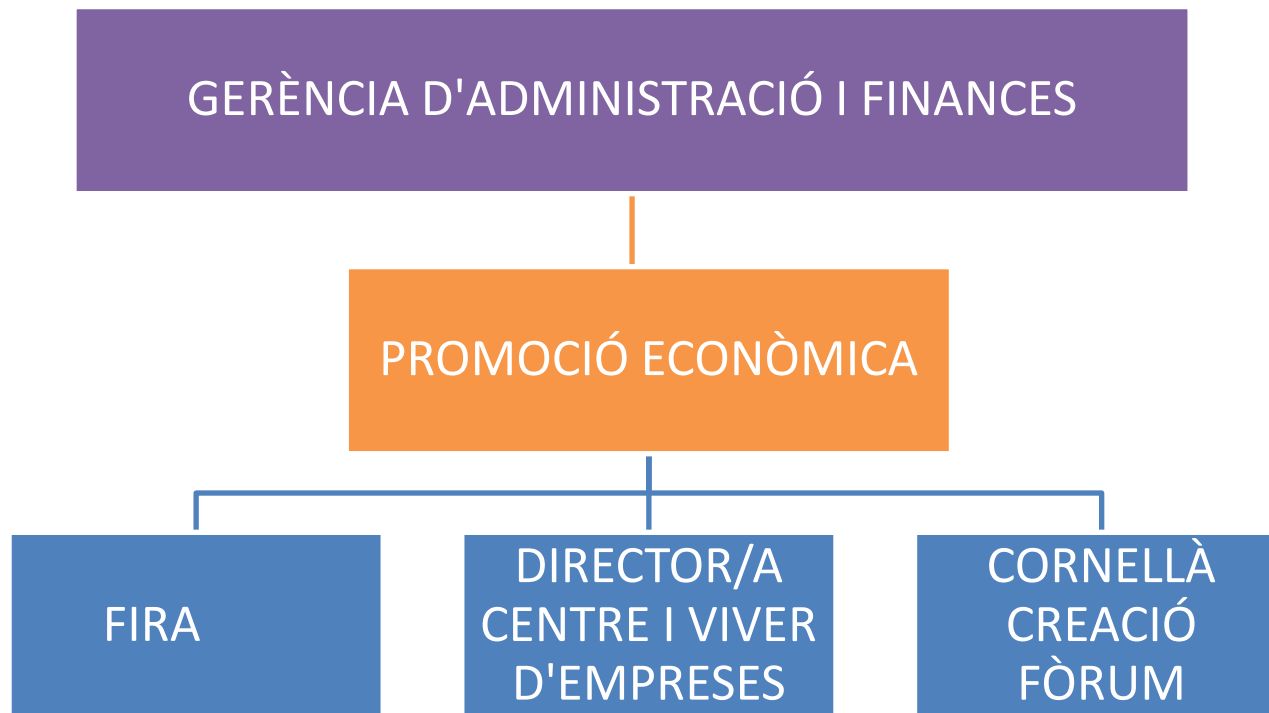 GERÈNCIA D'ADMINISTRACIÓ I FINANCES
PROMOCIÓ ECONÒMICA
FIRA
DIRECTOR/A
CENTRE I VIVER
D'EMPRESES
CORNELLÀ
CREACIÓ
FÒRUM